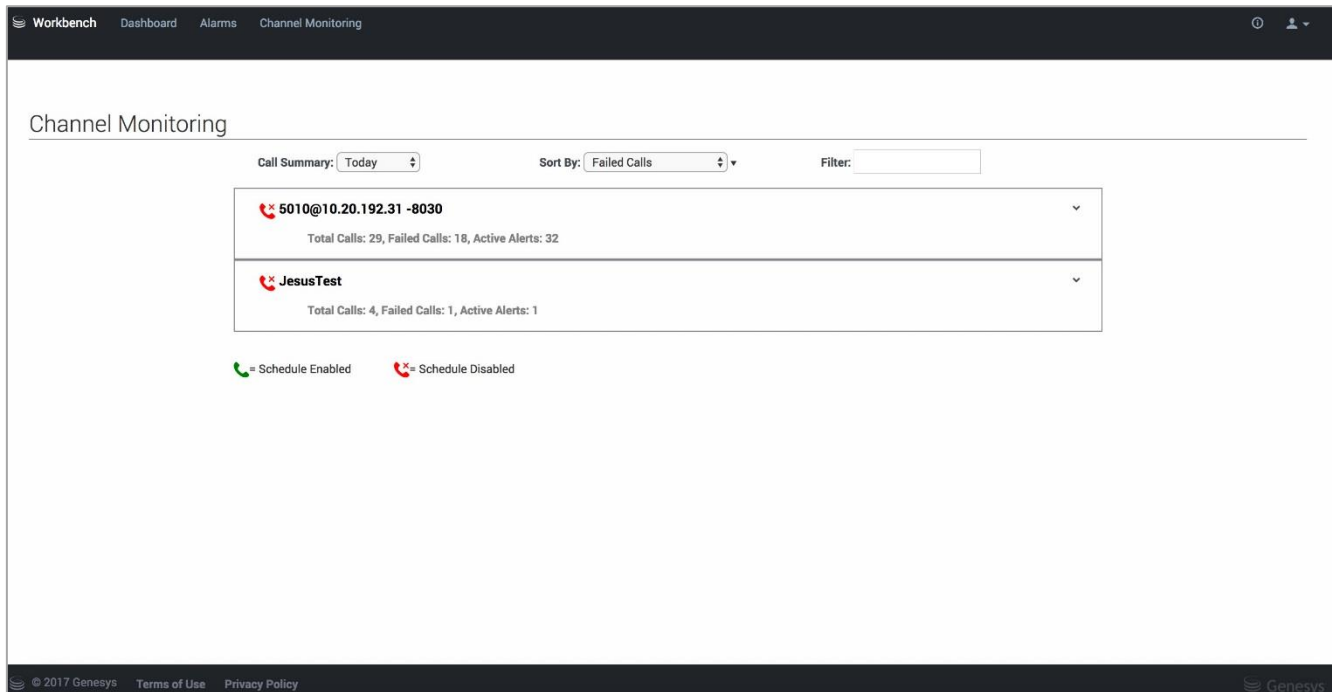 Workbench Dashboard Alarms Channel Monitoring
Channel Monitoring
Call Summary: Today Sort By: Failed Calls Filter:
5010@10.20.192.31 -8030
Total Calls: 29, Failed Calls: 18, Active Alerts: 32
JesusTest
Total Calls: 4, Failed Calls: 1, Active Alerts: 1
= Schedule Enabled = Schedule Disabled
© 2017 Genesys Terms of Use Privacy Policy Genesys